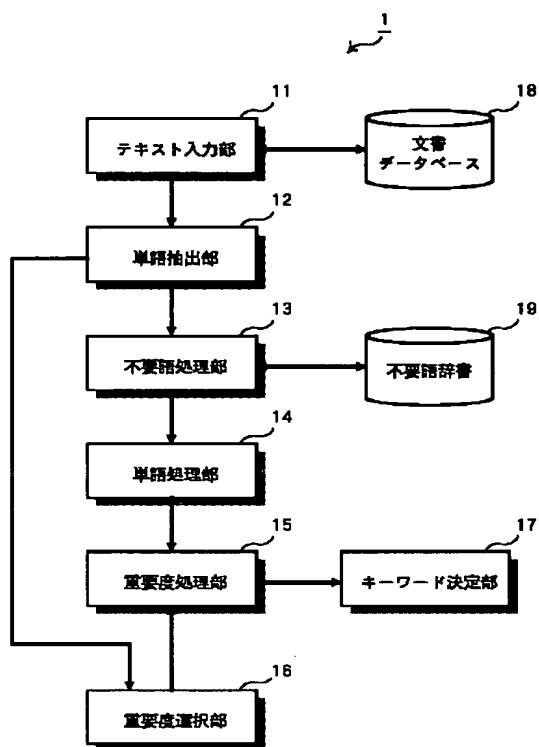 1
11
テキスト入力部
18
文書
データベース
12
単語抽出部
13
不要語処理部
19
不要語辞書
14
単語処理部
15
重要度処理部
17
キーワード決定部
16
重要度選択部